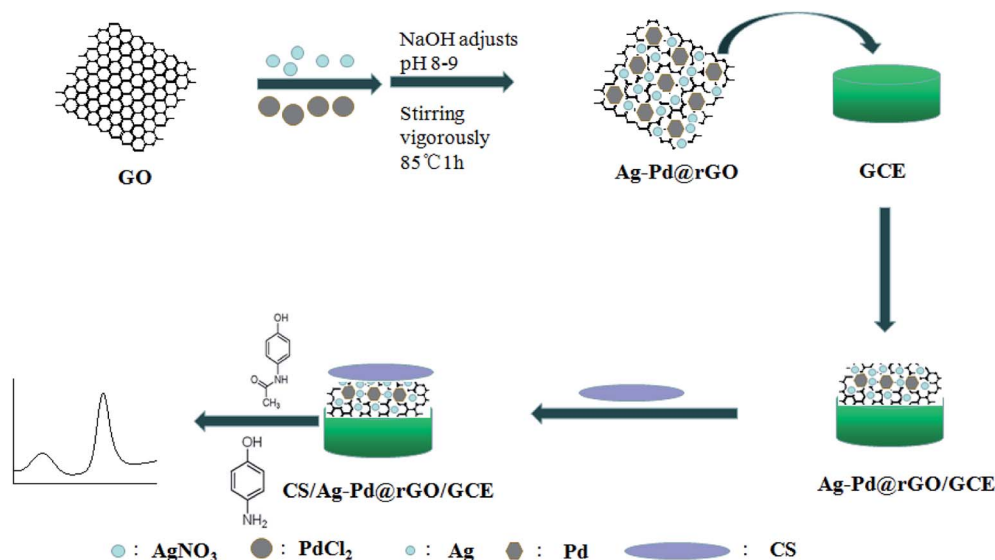 NaOH adjusts
pH 8-9
Stirring
vigorously
85℃1h
GO
Ag-Pd@rGO
GCE
OH
O
NH
CH₃
OH
NH₂
CS/Ag-Pd@rGO/GCE
Ag-Pd@rGO/GCE
: AgNO₃ : PdCl₂ : Ag : Pd : CS